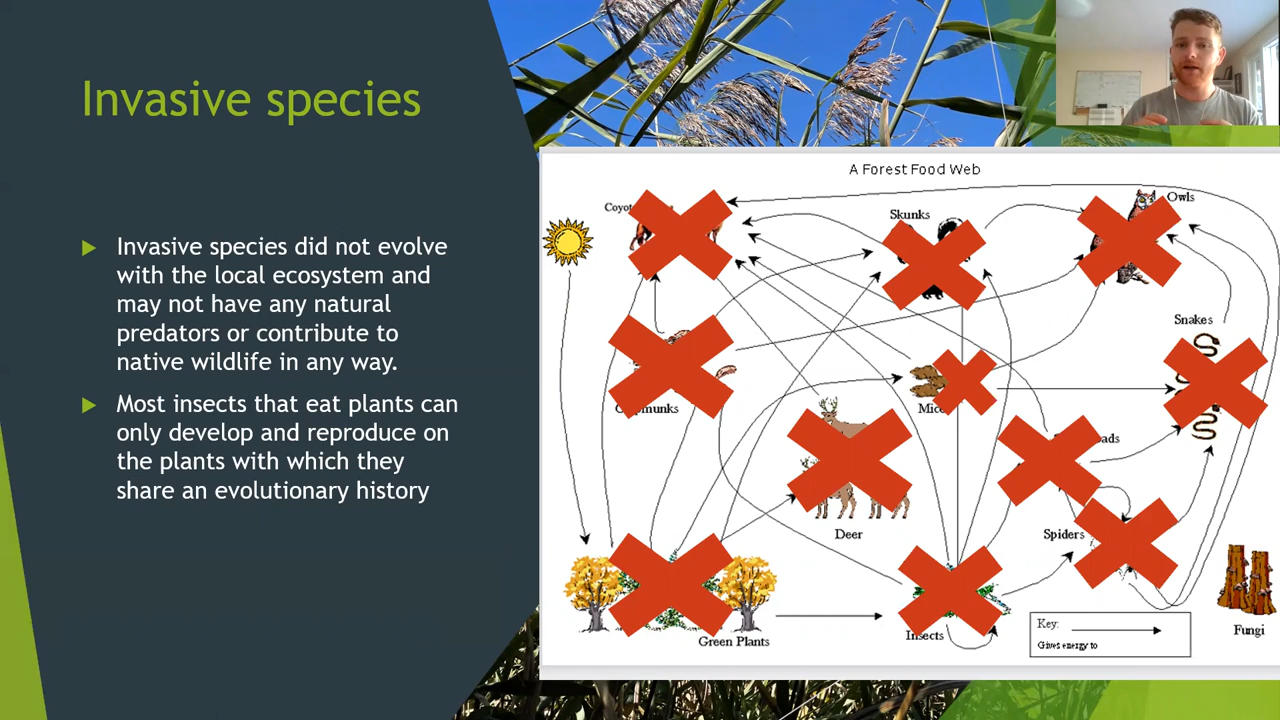 Invasive species
Invasive species did not evolve
with the local ecosystem and
may not have any natural
predators or contribute to
native wildlife in any way.
Most insects that eat plants can
only develop and reproduce on
the plants with which they
share an evolutionary history
A Forest Food Web
Skunks
Owls
Snakes
Mice
Deer
Spiders
Green Plants
Insects
Key:
Gives energy to
Fungi